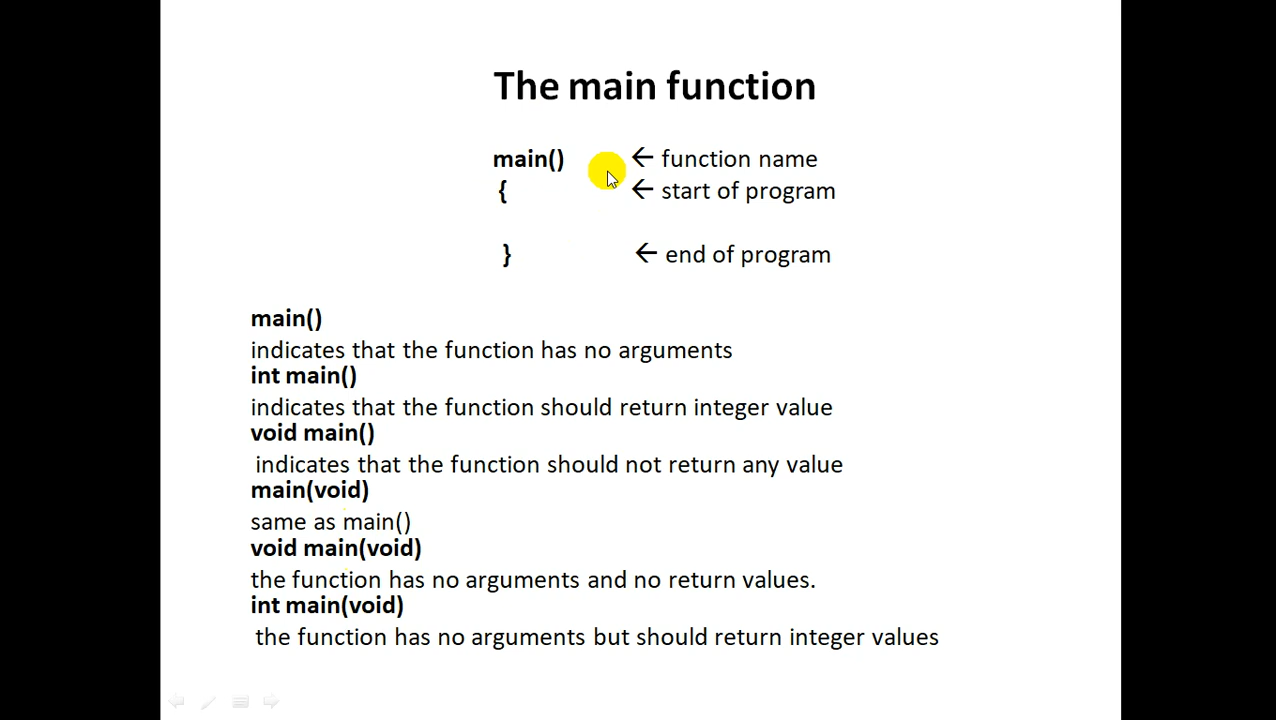 The main function
main() ← function name
{ ← start of program
} ← end of program
main()
indicates that the function has no arguments
int main()
indicates that the function should return integer value
void main()
indicates that the function should not return any value
main(void)
same as main()
void main(void)
the function has no arguments and no return values.
int main(void)
the function has no arguments but should return integer values